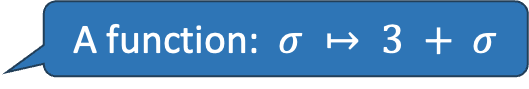 A function: σ ↦ 3 + σ